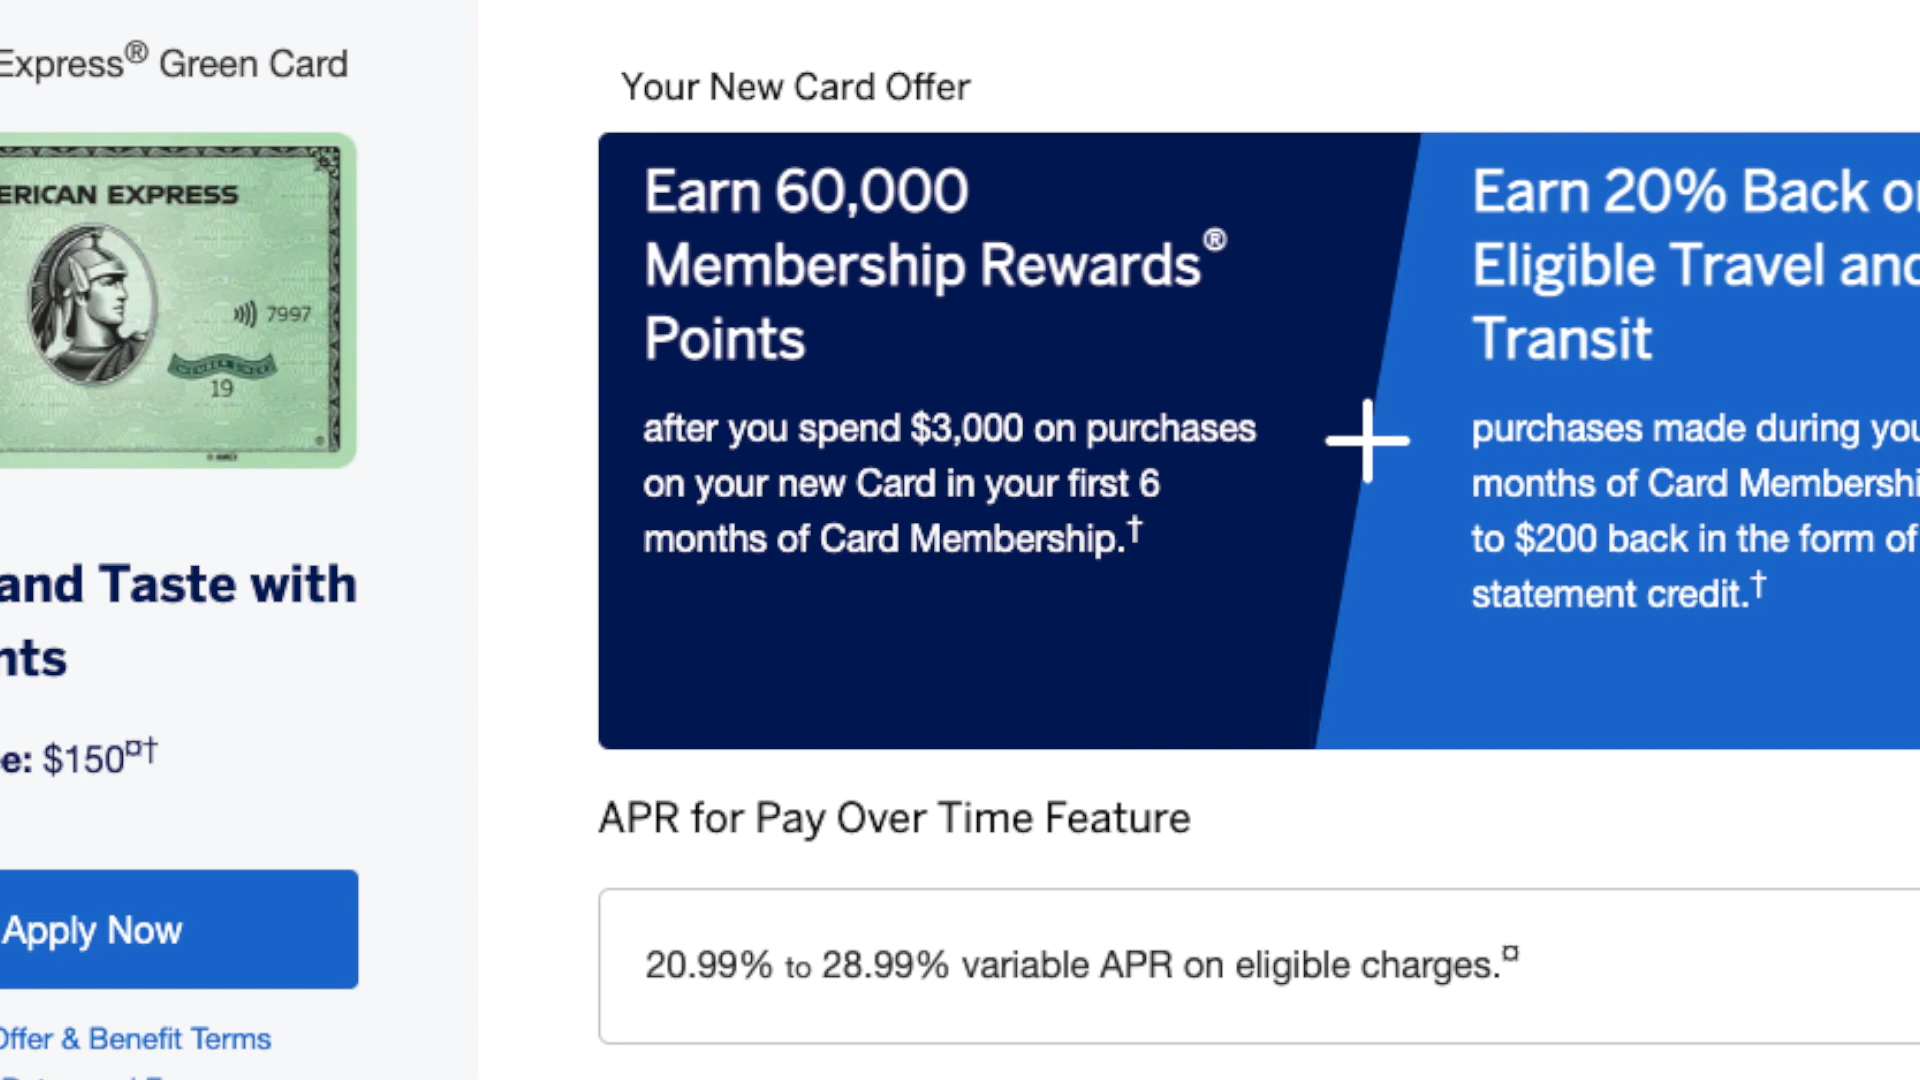 Express® Green Card
ERICAN EXPRESS
7997
19
and Taste with
nts
e: $150¤†
Apply Now
Offer & Benefit Terms
Your New Card Offer
Earn 60,000
Membership Rewards®
Points
after you spend $3,000 on purchases
on your new Card in your first 6
months of Card Membership.†
+
Earn 20% Back on
Eligible Travel and
Transit
purchases made during you
months of Card Membershi
to $200 back in the form of
statement credit.†
APR for Pay Over Time Feature
20.99% to 28.99% variable APR on eligible charges.¤